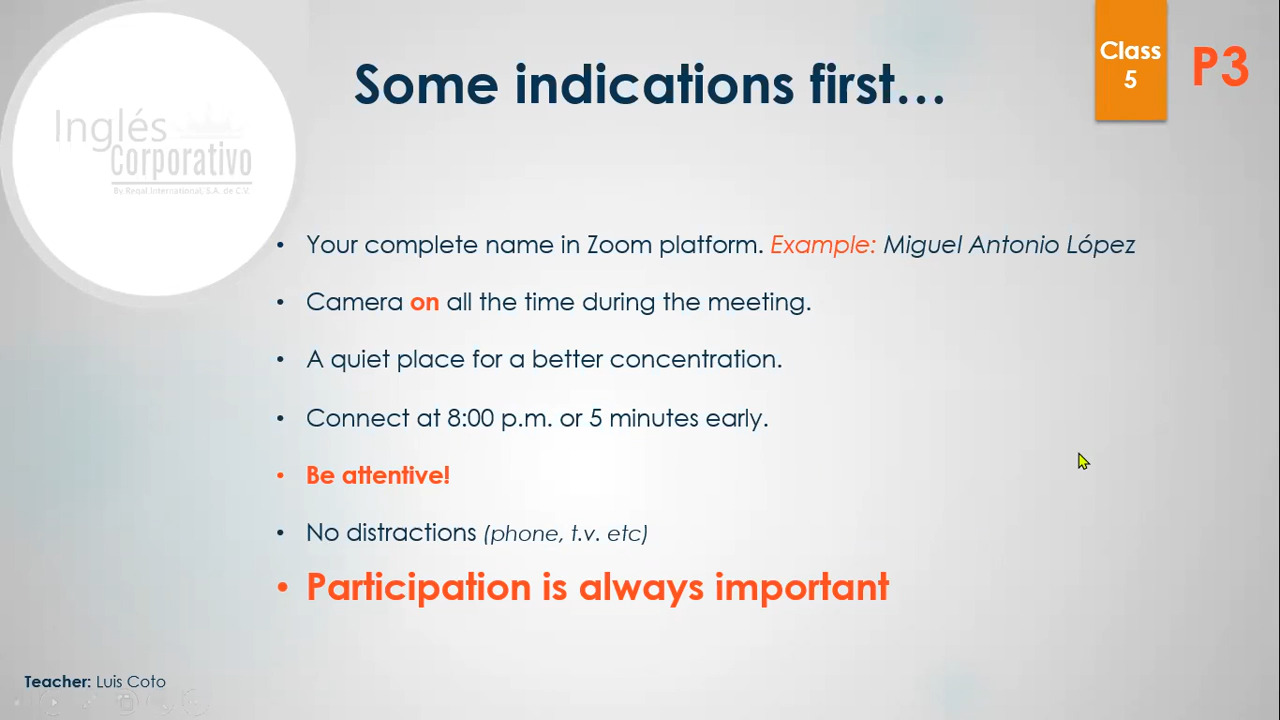 Some indications first...
Class
5
P3
Inglés
Corporativo
By Regal International, S.A. de C.V.
• Your complete name in Zoom platform. Example: Miguel Antonio López
• Camera on all the time during the meeting.
• A quiet place for a better concentration.
• Connect at 8:00 p.m. or 5 minutes early.
• Be attentive!
• No distractions (phone, t.v. etc)
• Participation is always important
Teacher: Luis Coto